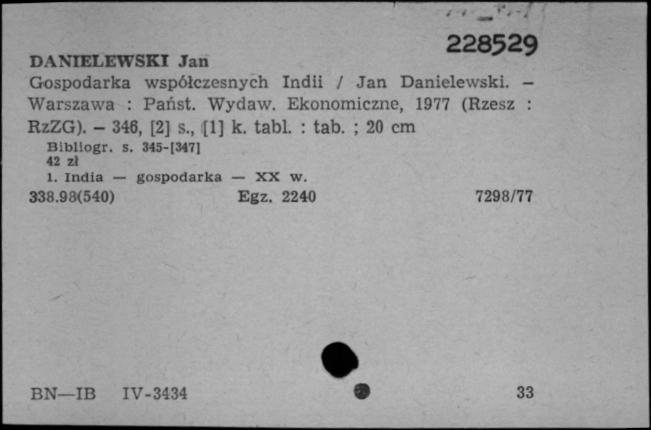 228529
DANIELEWSKI Jan
Gospodarka współczesnych Indii / Jan Danielewski. –
Warszawa : Państ. Wydaw. Ekonomiczne, 1977 (Rzesz :
RzZG). – 346, [2] s., [1] k. tabl. : tab. ; 20 cm
Bibliogr. s. 345-[347]
42 zł
1. India — gospodarka — XX w.
338.98(540) Egz. 2240 7298/77
BN—IB IV-3434 33